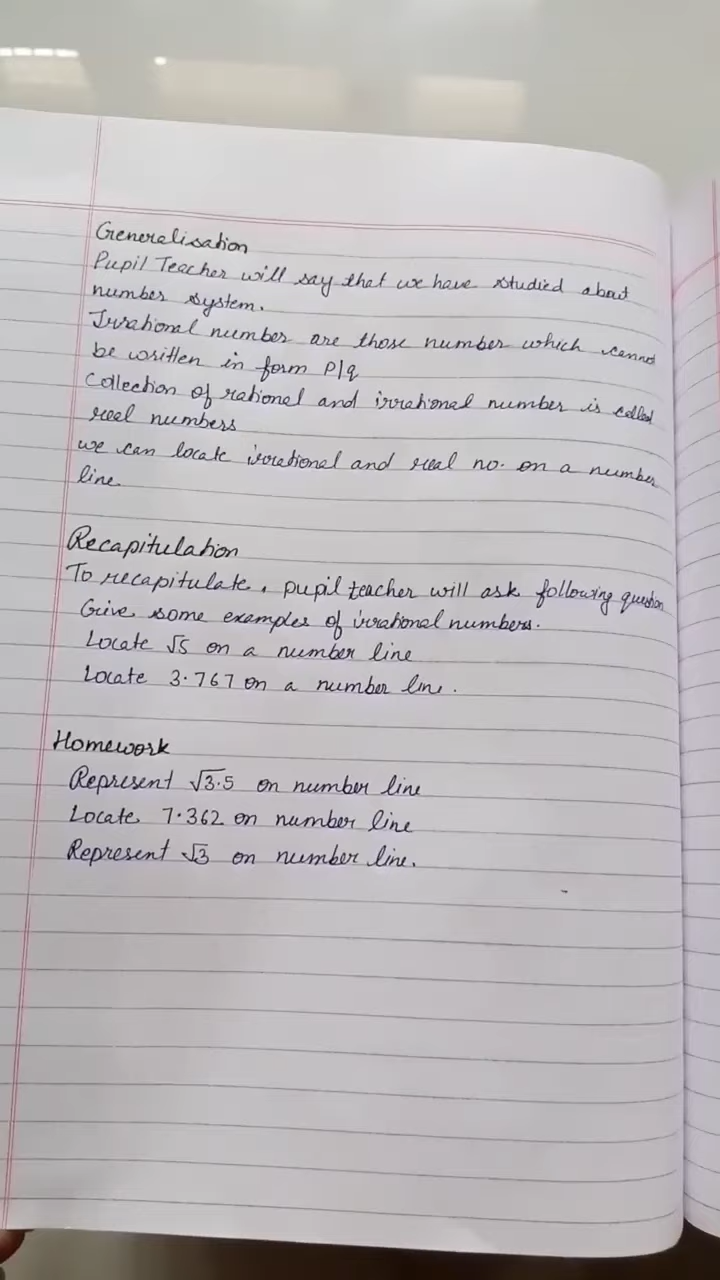 Generalisation
Pupil Teacher will say that we have studied about
number system.
Irrational number are those number which cannot
be written in form P/q
Collection of rational and irrational number is called
real numbers
we can locate irrational and real no. on a number
line.
Recapitulation
To recapitulate, pupil teacher will ask following question
Give some examples of irrational numbers.
Locate √5 on a number line
Locate 3.767 on a number line.
Homework
Represent √3.5 on number line
Locate 7.362 on number line
Represent √3 on number line.